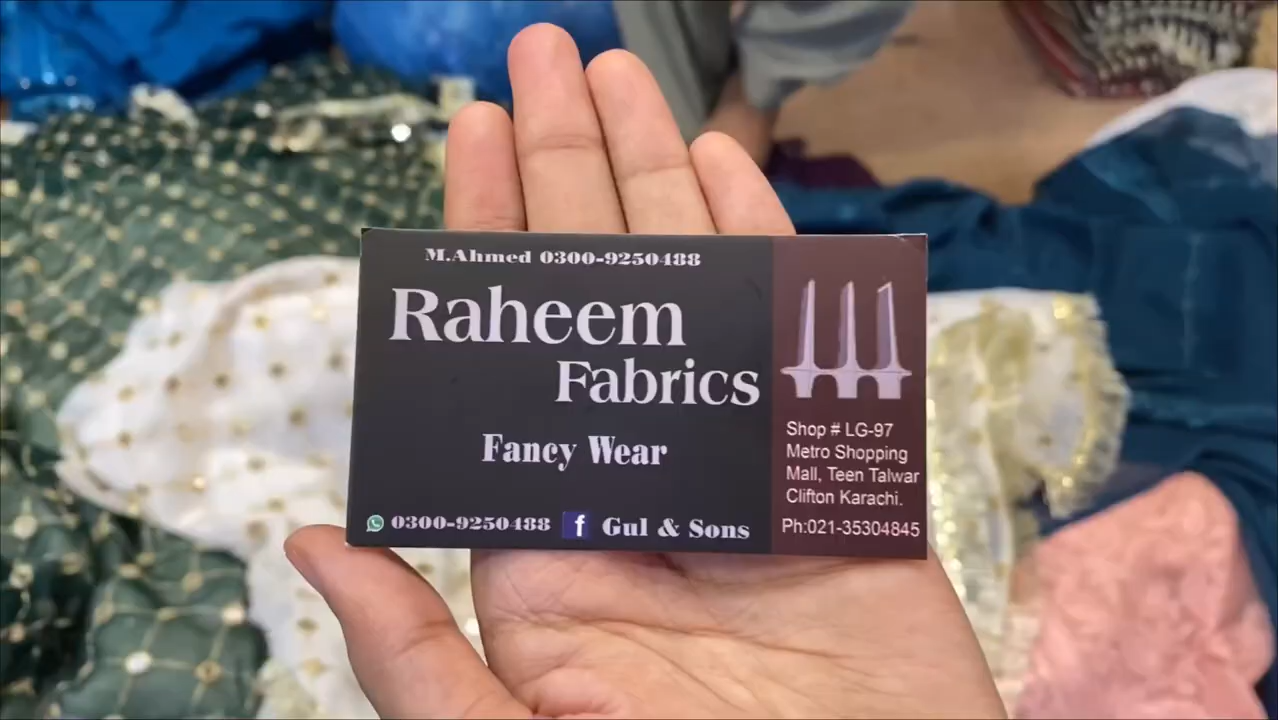 M.Ahmed 0300-9250488
Raheem
Fabrics
Fancy Wear
0300-9250488 f Gul & Sons
Shop # LG-97
Metro Shopping
Mall, Teen Talwar
Clifton Karachi.
Ph:021-35304845